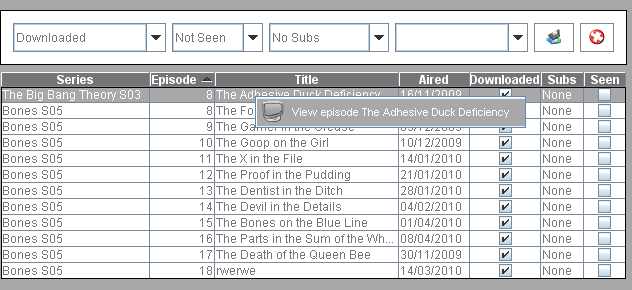 Downloaded Not Seen No Subs
Series Episode Title Aired Downloaded Subs Seen
The Big Bang Theory S03 8 The Adhesive Duck Deficiency 16/11/2009 None
View episode The Adhesive Duck Deficiency
Bones S05 8 The Fo None
Bones S05 9 The Gamer in the Grease 03/12/2009 None
Bones S05 10 The Goop on the Girl 10/12/2009 None
Bones S05 11 The X in the File 14/01/2010 None
Bones S05 12 The Proof in the Pudding 21/01/2010 None
Bones S05 13 The Dentist in the Ditch 28/01/2010 None
Bones S05 14 The Devil in the Details 04/02/2010 None
Bones S05 15 The Bones on the Blue Line 01/04/2010 None
Bones S05 16 The Parts in the Sum of the Wh... 08/04/2010 None
Bones S05 17 The Death of the Queen Bee 30/11/2009 None
Bones S05 18 rwerwe 14/03/2010 None